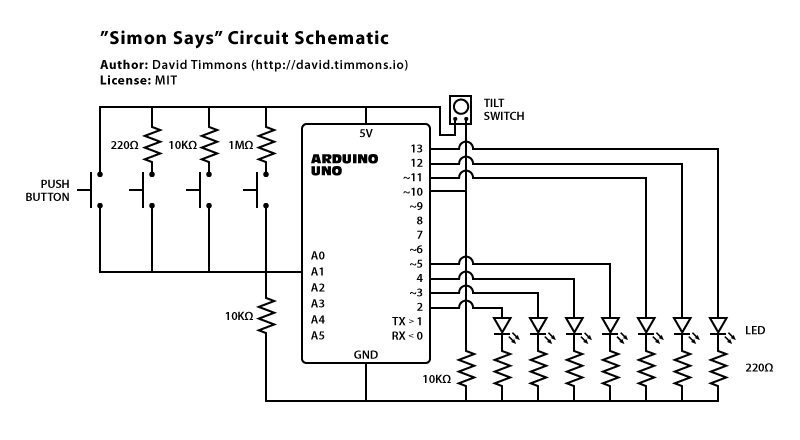 ”Simon Says” Circuit Schematic
Author: David Timmons (http://david.timmons.io)
License: MIT
TILT
SWITCH
5V
220Ω
10KΩ
1MΩ
ARDUINO
UNO
13
12
~11
~10
~9
8
7
~6
~5
4
~3
2
TX > 1
RX < 0
PUSH
BUTTON
A0
A1
A2
A3
A4
A5
10KΩ
GND
LED
10KΩ
220Ω